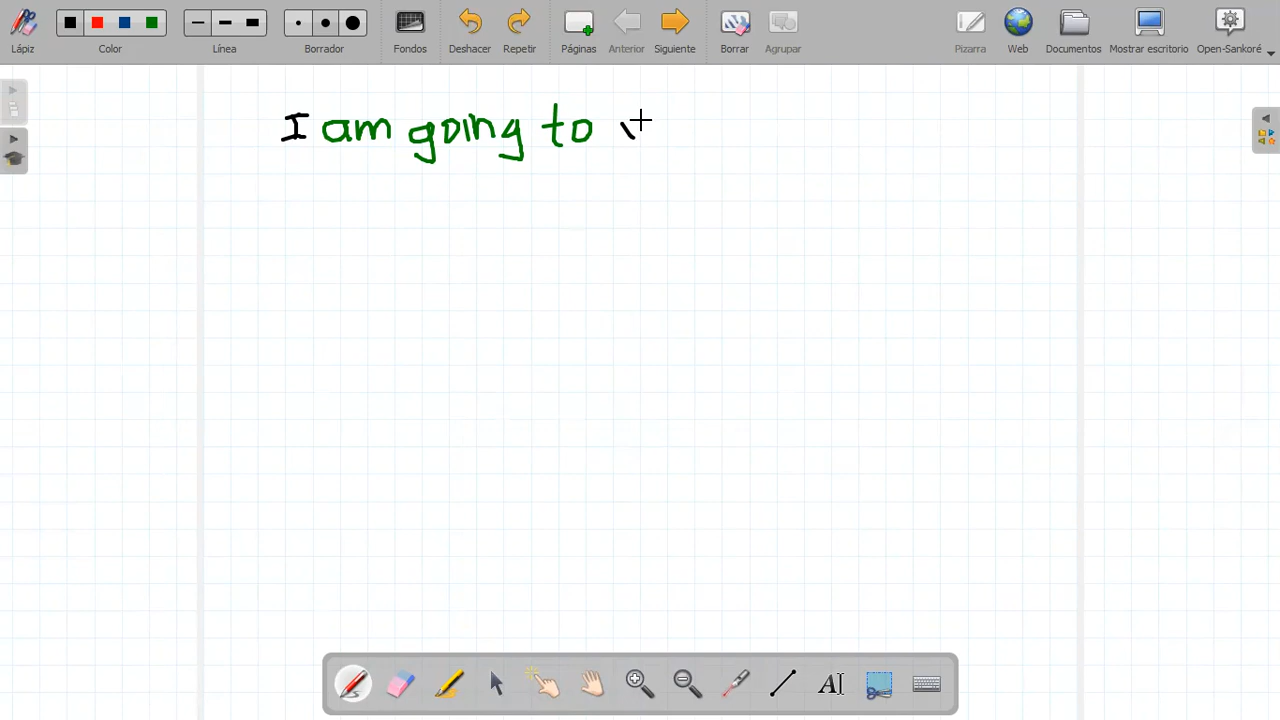 Lápiz Color Línea Borrador Fondos Deshacer Repetir Páginas Anterior Siguiente Borrar Agrupar Pizarra Web Documentos Mostrar escritorio Open-Sankoré
I am going to